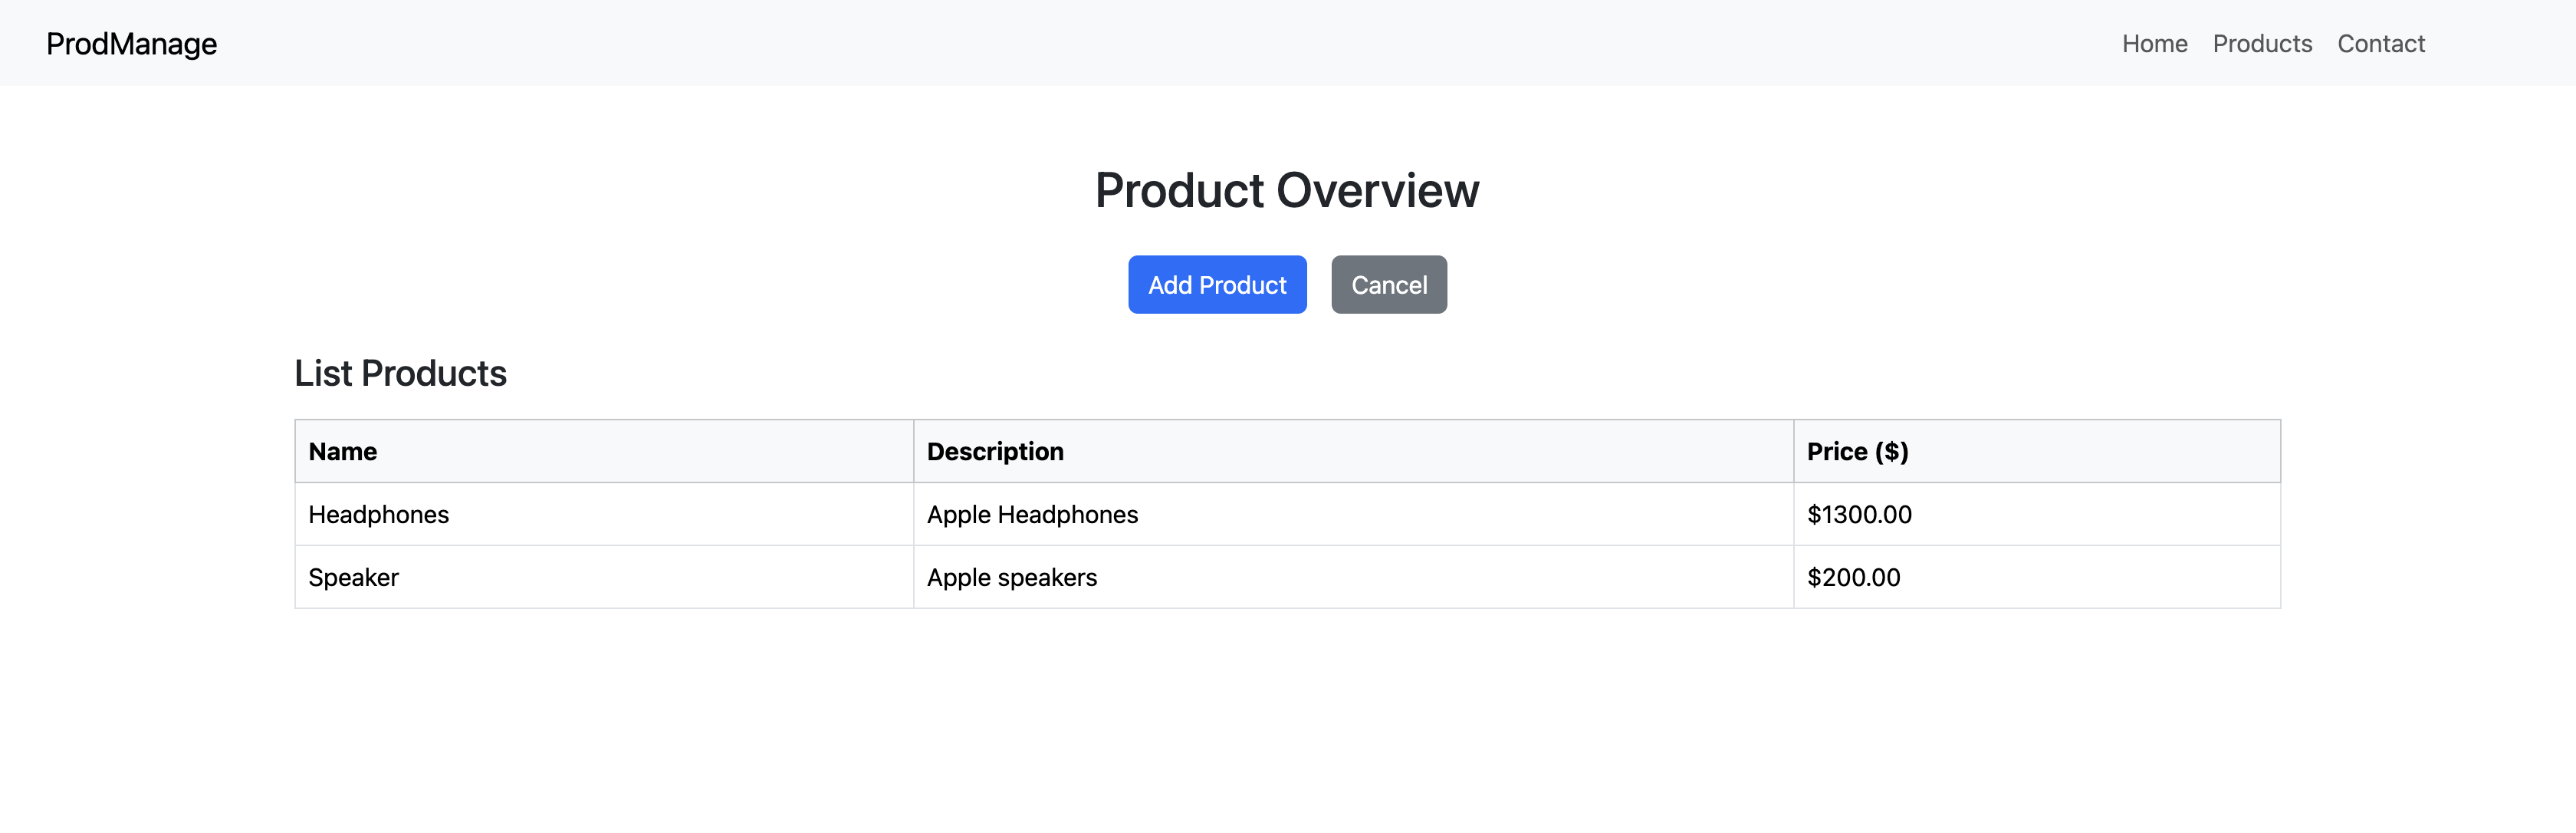 ProdManage Home Products Contact
Product Overview
Add Product Cancel
List Products
Name Description Price ($)
Headphones Apple Headphones $1300.00
Speaker Apple speakers $200.00